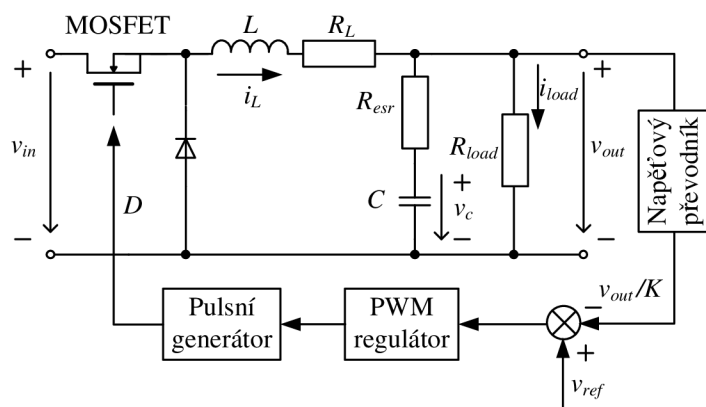 MOSFET
L
R_L
+
i_L
v_in
−
D
R_esr
C
+
v_c
−
R_load
i_load
+
v_out
−
Napěťový
převodník
Pulsní
generátor
PWM
regulátor
−
v_out/K
+
v_ref